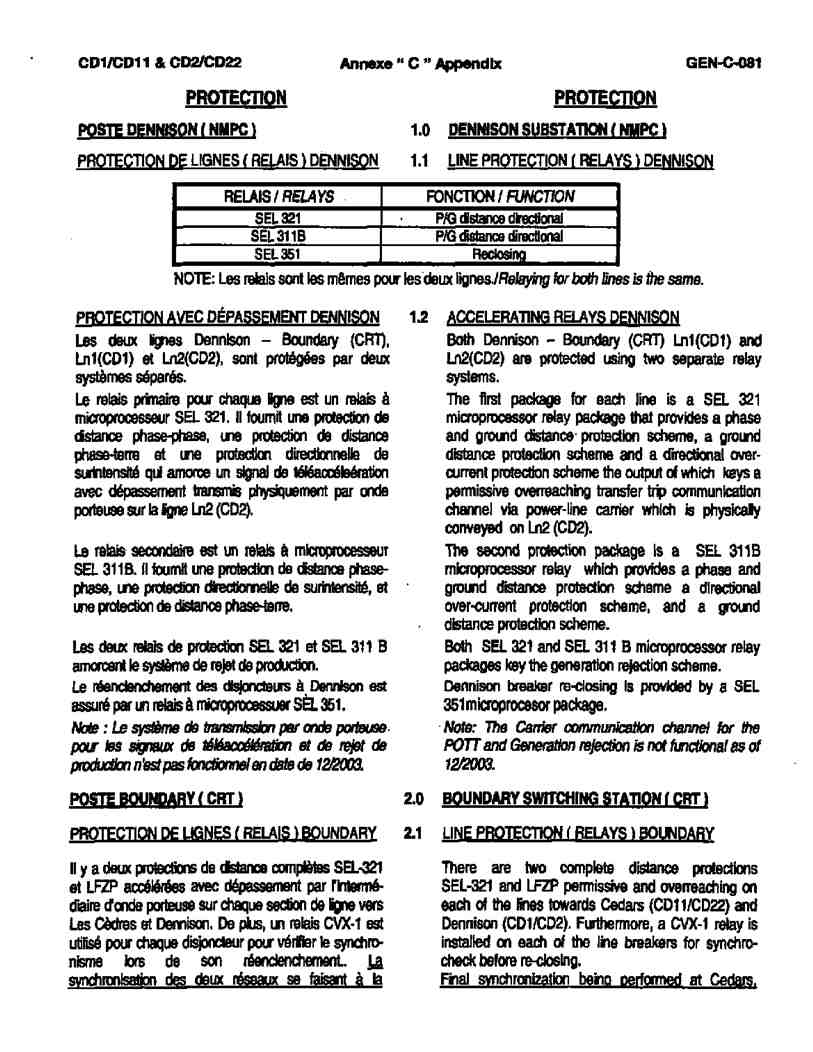 CD1/CD11 & CD2/CD22 Annexe " C " Appendix GEN-C-081
PROTECTION
POSTE DENNISON ( NMPC )
PROTECTION DE LIGNES ( RELAIS ) DENNISON
PROTECTION
1.0 DENNISON SUBSTATION ( NMPC )
1.1 LINE PROTECTION ( RELAYS ) DENNISON
RELAIS / RELAYS FONCTION / FUNCTION
SEL 321 P/G distance directional
SEL 311B P/G distance directional
SEL 351 Reclosing
NOTE: Les relais sont les mêmes pour les deux lignes./Relaying for both lines is the same.
PROTECTION AVEC DÉPASSEMENT DENNISON
Les deux lignes Dennison – Boundary (CRT),
Ln1(CD1) et Ln2(CD2), sont protégées par deux
systèmes séparés.
Le relais primaire pour chaque ligne est un relais à
microprocesseur SEL 321. Il fournit une protection de
distance phase-phase, une protection de distance
phase-terre et une protection directionnelle de
surintensité qui amorce un signal de téléaccéleération
avec dépassement transmis physiquement par onde
porteuse sur la ligne Ln2 (CD2).
Le relais secondaire est un relais à microprocesseur
SEL 311B. Il fournit une protection de distance phase-
phase, une protection directionnelle de surintensité, et
une protection de distance phase-terre.
Les deux relais de protection SEL 321 et SEL 311 B
amorcent le système de rejet de production.
Le réenclenchement des disjoncteurs à Dennison est
assuré par un relais à microprocessuer SEL 351.
Note : Le système de transmission par onde porteuse
pour les signaux de téléaccélération et de rejet de
production n'est pas fonctionnel en date de 12/2003.
1.2 ACCELERATING RELAYS DENNISON
Both Dennison – Boundary (CRT) Ln1(CD1) and
Ln2(CD2) are protected using two separate relay
systems.
The first package for each line is a SEL 321
microprocessor relay package that provides a phase
and ground distance protection scheme, a ground
distance protection scheme and a directional over-
current protection scheme the output of which keys a
permissive overreaching transfer trip communication
channel via power-line carrier which is physically
conveyed on Ln2 (CD2).
The second protection package is a SEL 311B
microprocessor relay which provides a phase and
ground distance protection scheme a directional
over-current protection scheme, and a ground
distance protection scheme.
Both SEL 321 and SEL 311 B microprocessor relay
packages key the generation rejection scheme.
Dennison breaker re-closing is provided by a SEL
351microprocesor package.
Note: The Carrier communication channel for the
POTT and Generation rejection is not functional as of
12/2003.
POSTE BOUNDARY ( CRT )
PROTECTION DE LIGNES ( RELAIS ) BOUNDARY
Il y a deux protections de distance complètes SEL-321
et LFZP accélérées avec dépassement par l'intermé-
diaire d'onde porteuse sur chaque section de ligne vers
Les Cèdres et Dennison. De plus, un relais CVX-1 est
utilisé pour chaque disjoncteur pour vérifier le synchro-
nisme lors de son réenclenchement. La
synchronisation des deux réseaux se faisant à la
2.0 BOUNDARY SWITCHING STATION ( CRT )
2.1 LINE PROTECTION ( RELAYS ) BOUNDARY
There are two complete distance protections
SEL-321 and LFZP permissive and overreaching on
each of the lines towards Cedars (CD11/CD22) and
Dennison (CD1/CD2). Furthermore, a CVX-1 relay is
installed on each of the line breakers for synchro-
check before re-closing.
Final synchronization being performed at Cedars,